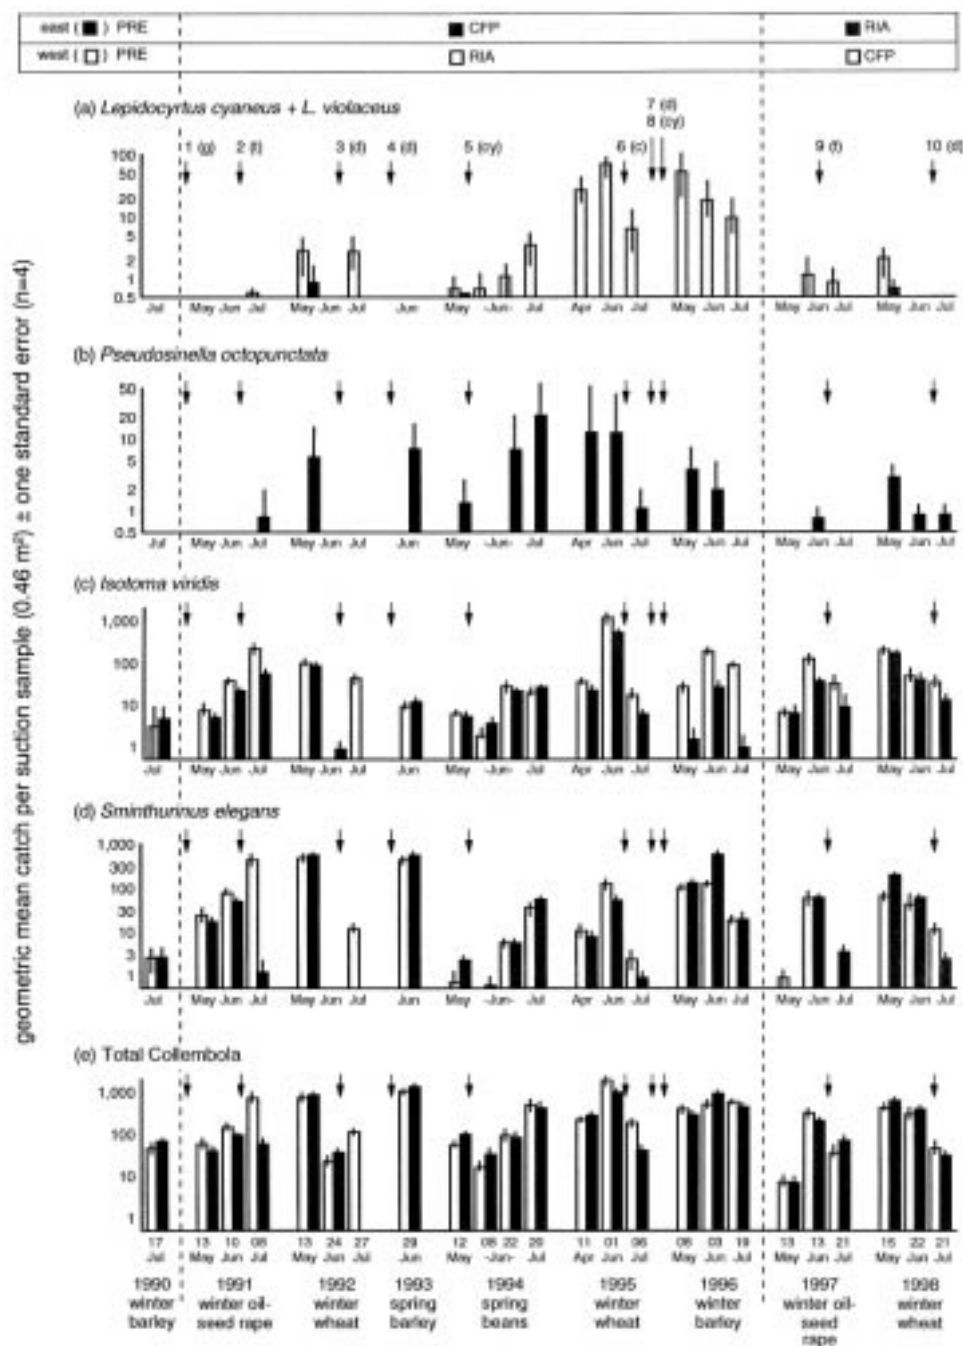 east ( ■ ) PRE ■ CFP ■ RIA
west ( □ ) PRE □ RIA □ CFP
(a) Lepidocyrtus cyaneus + L. violaceus
7 (d)
8 (cy)
1 (g) 2 (t) 3 (d) 4 (d) 5 (cy) 6 (c) 9 (t) 10 (d)
100
50
20
10
5
2
1
0.5
Jul May Jun Jul May Jun Jul Jun May -Jun- Jul Apr Jun Jul May Jun Jul May Jun Jul May Jun Jul
(b) Pseudosinella octopunctata
50
20
10
5
2
1
0.5
Jul May Jun Jul May Jun Jul Jun May -Jun- Jul Apr Jun Jul May Jun Jul May Jun Jul May Jun Jul
geometric mean catch per suction sample (0.46 m²) ± one standard error (n=4)
(c) Isotoma viridis
1,000
100
10
1
Jul May Jun Jul May Jun Jul Jun May -Jun- Jul Apr Jun Jul May Jun Jul May Jun Jul May Jun Jul
(d) Sminthurinus elegans
1,000
300
100
30
10
3
1
Jul May Jun Jul May Jun Jul Jun May -Jun- Jul Apr Jun Jul May Jun Jul May Jun Jul May Jun Jul
(e) Total Collembola
1,000
100
10
1
17 13 10 08 13 24 27 29 12 08 22 29 11 01 06 08 03 19 13 13 21 15 22 21
Jul May Jun Jul May Jun Jul Jun May -Jun- Jul Apr Jun Jul May Jun Jul May Jun Jul May Jun Jul
1990 1991 1992 1993 1994 1995 1996 1997 1998
winter winter oil- winter spring spring winter winter winter oil- winter
barley seed rape wheat barley beans wheat barley seed wheat
rape